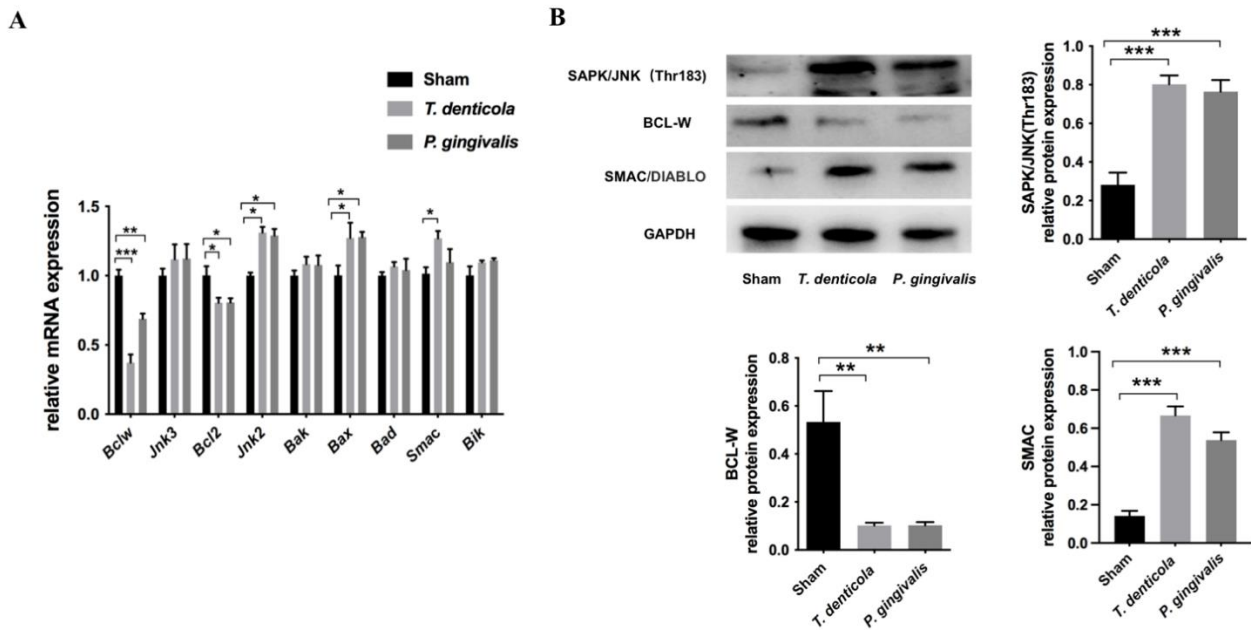 A
Sham
T. denticola
P. gingivalis
relative mRNA expression
1.5
1.0
0.5
0.0
** 
***
*
*
*
*
*
*
*
Bclw
Jnk3
Bcl2
Jnk2
Bak
Bax
Bad
Smac
Bik
B
SAPK/JNK (Thr183)
BCL-W
SMAC/DIABLO
GAPDH
Sham T. denticola P. gingivalis
SAPK/JNK(Thr183)
relative protein expression
1.0
0.8
0.6
0.4
0.2
0.0
***
***
Sham
T. denticola
P. gingivalis
BCL-W
relative protein expression
0.8
0.6
0.4
0.2
0.0
**
**
Sham
T. denticola
P. gingivalis
SMAC
relative protein expression
1.0
0.8
0.6
0.4
0.2
0.0
***
***
Sham
T. denticola
P. gingivalis